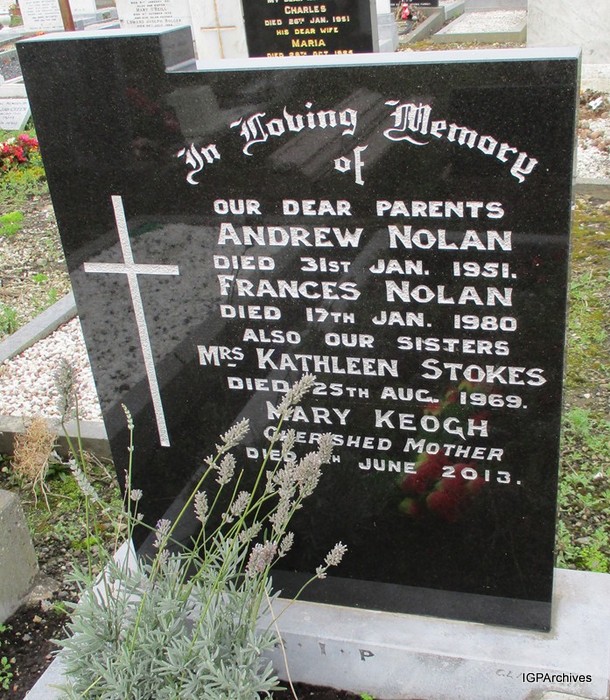 CHARLES
DIED 26TH JAN. 1951
HIS DEAR WIFE
MARIA
In Loving Memory
of
OUR DEAR PARENTS
ANDREW NOLAN
DIED 31ST JAN. 1951.
FRANCES NOLAN
DIED 17TH JAN. 1980
ALSO OUR SISTERS
MRS KATHLEEN STOKES
DIED 25TH AUG. 1969.
MARY KEOGH
CHERISHED MOTHER
DIED JUNE 2013.
R.I.P
IGPArchives